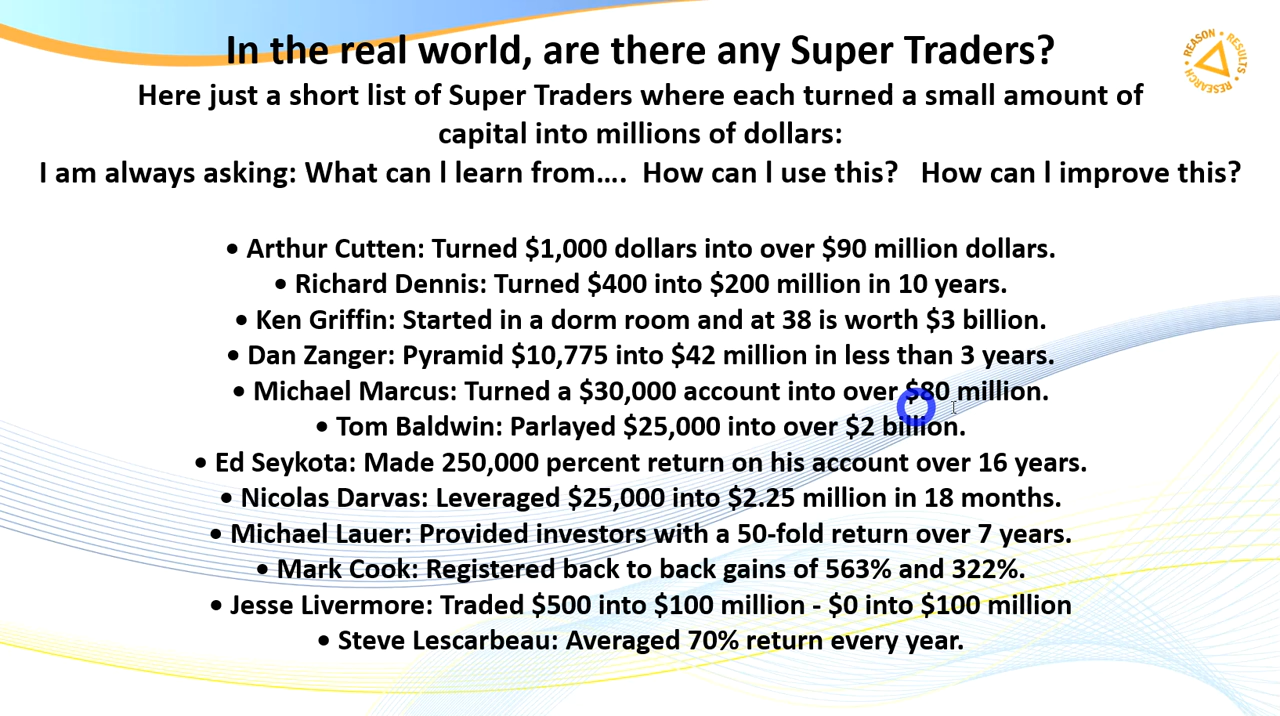 In the real world, are there any Super Traders?
Here just a short list of Super Traders where each turned a small amount of
capital into millions of dollars:
I am always asking: What can l learn from.... How can l use this? How can l improve this?
REASON • RESULTS • RESEARCH •
• Arthur Cutten: Turned $1,000 dollars into over $90 million dollars.
• Richard Dennis: Turned $400 into $200 million in 10 years.
• Ken Griffin: Started in a dorm room and at 38 is worth $3 billion.
• Dan Zanger: Pyramid $10,775 into $42 million in less than 3 years.
• Michael Marcus: Turned a $30,000 account into over $80 million.
• Tom Baldwin: Parlayed $25,000 into over $2 billion.
• Ed Seykota: Made 250,000 percent return on his account over 16 years.
• Nicolas Darvas: Leveraged $25,000 into $2.25 million in 18 months.
• Michael Lauer: Provided investors with a 50-fold return over 7 years.
• Mark Cook: Registered back to back gains of 563% and 322%.
• Jesse Livermore: Traded $500 into $100 million - $0 into $100 million
• Steve Lescarbeau: Averaged 70% return every year.